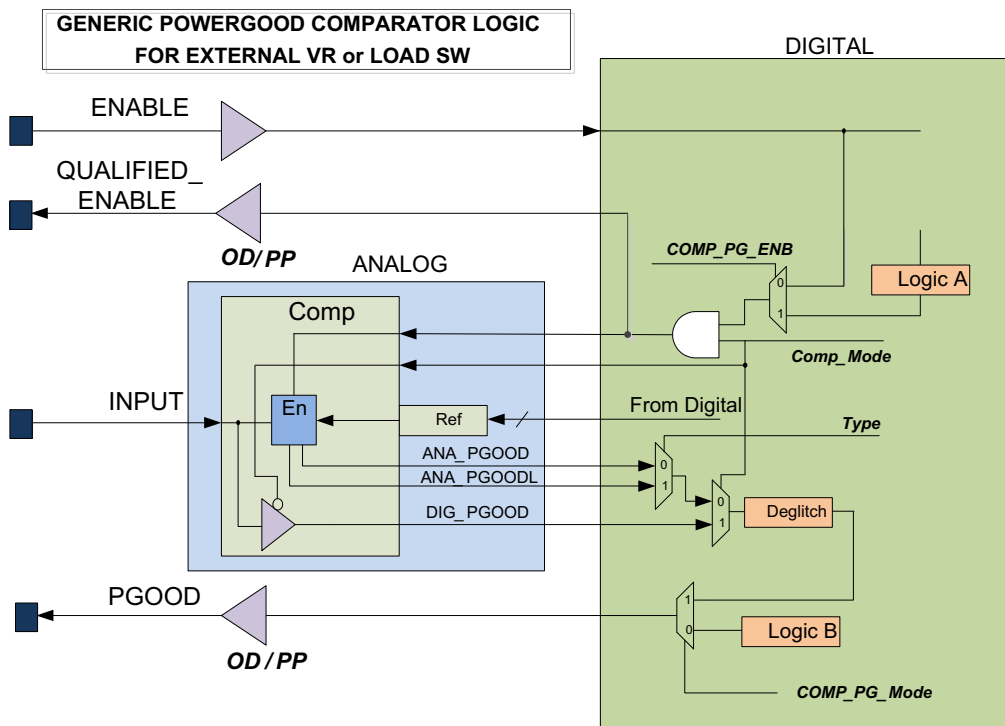 GENERIC POWERGOOD COMPARATOR LOGIC
FOR EXTERNAL VR or LOAD SW
DIGITAL
ENABLE
QUALIFIED_
ENABLE
OD/PP
COMP_PG_ENB
0
1
Logic A
Comp_Mode
ANALOG
Comp
INPUT
En
Ref
From Digital
Type
ANA_PGOOD
ANA_PGOODL
DIG_PGOOD
0
1
0
1
Deglitch
PGOOD
OD/PP
1
0
Logic B
COMP_PG_Mode